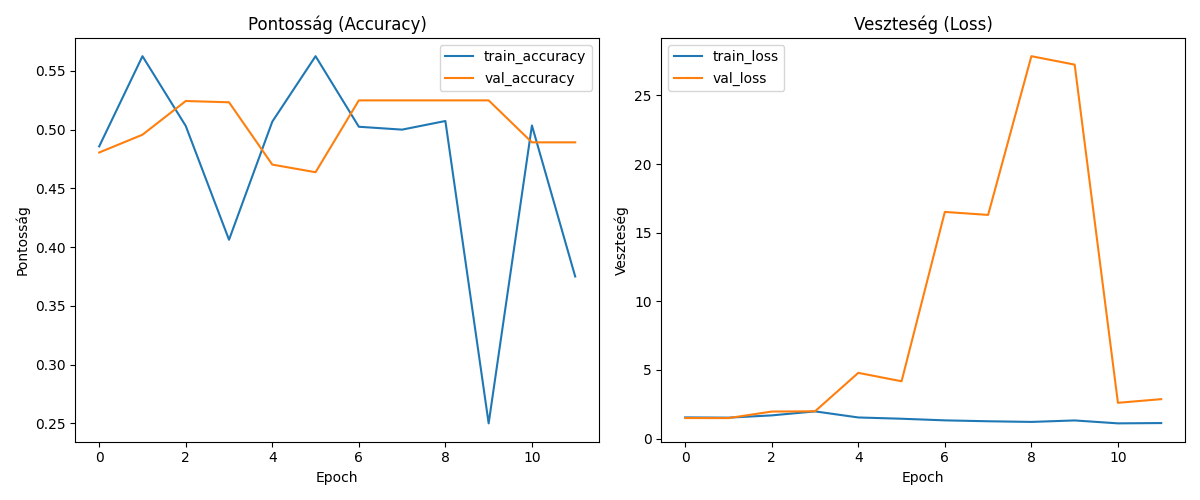 Pontosság (Accuracy)
train_accuracy
val_accuracy
0.55
0.50
0.45
0.40
0.35
0.30
0.25
Pontosság
0
2
4
6
8
10
Epoch
Veszteség (Loss)
train_loss
val_loss
25
20
15
10
5
0
Veszteség
0
2
4
6
8
10
Epoch